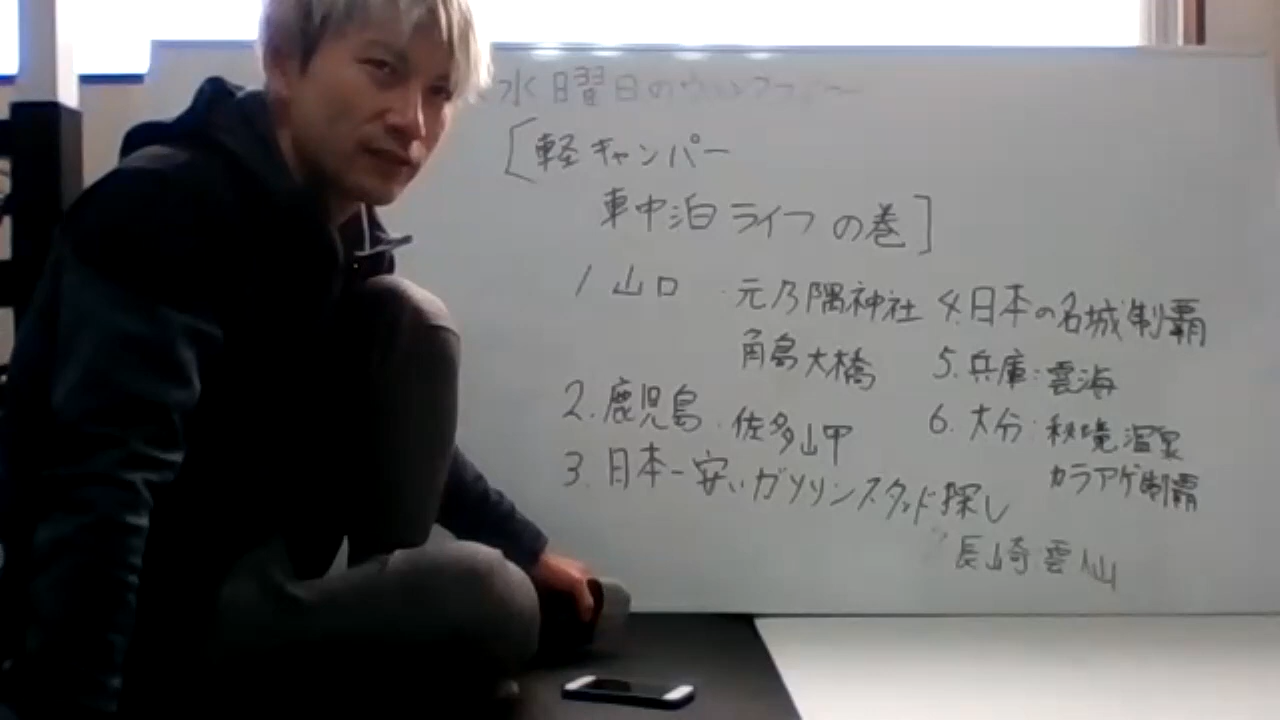 水曜日の
[軽キャンパー
車中泊ライフの巻]
1 山口 ・元乃隅神社
角島大橋
2. 鹿児島・佐多岬
3. 日本一安いガソリンスタンド探し
4.日本の名城制覇
5.兵庫:雲海
6.大分:秘境温泉
カラアゲ制覇
長崎雲仙